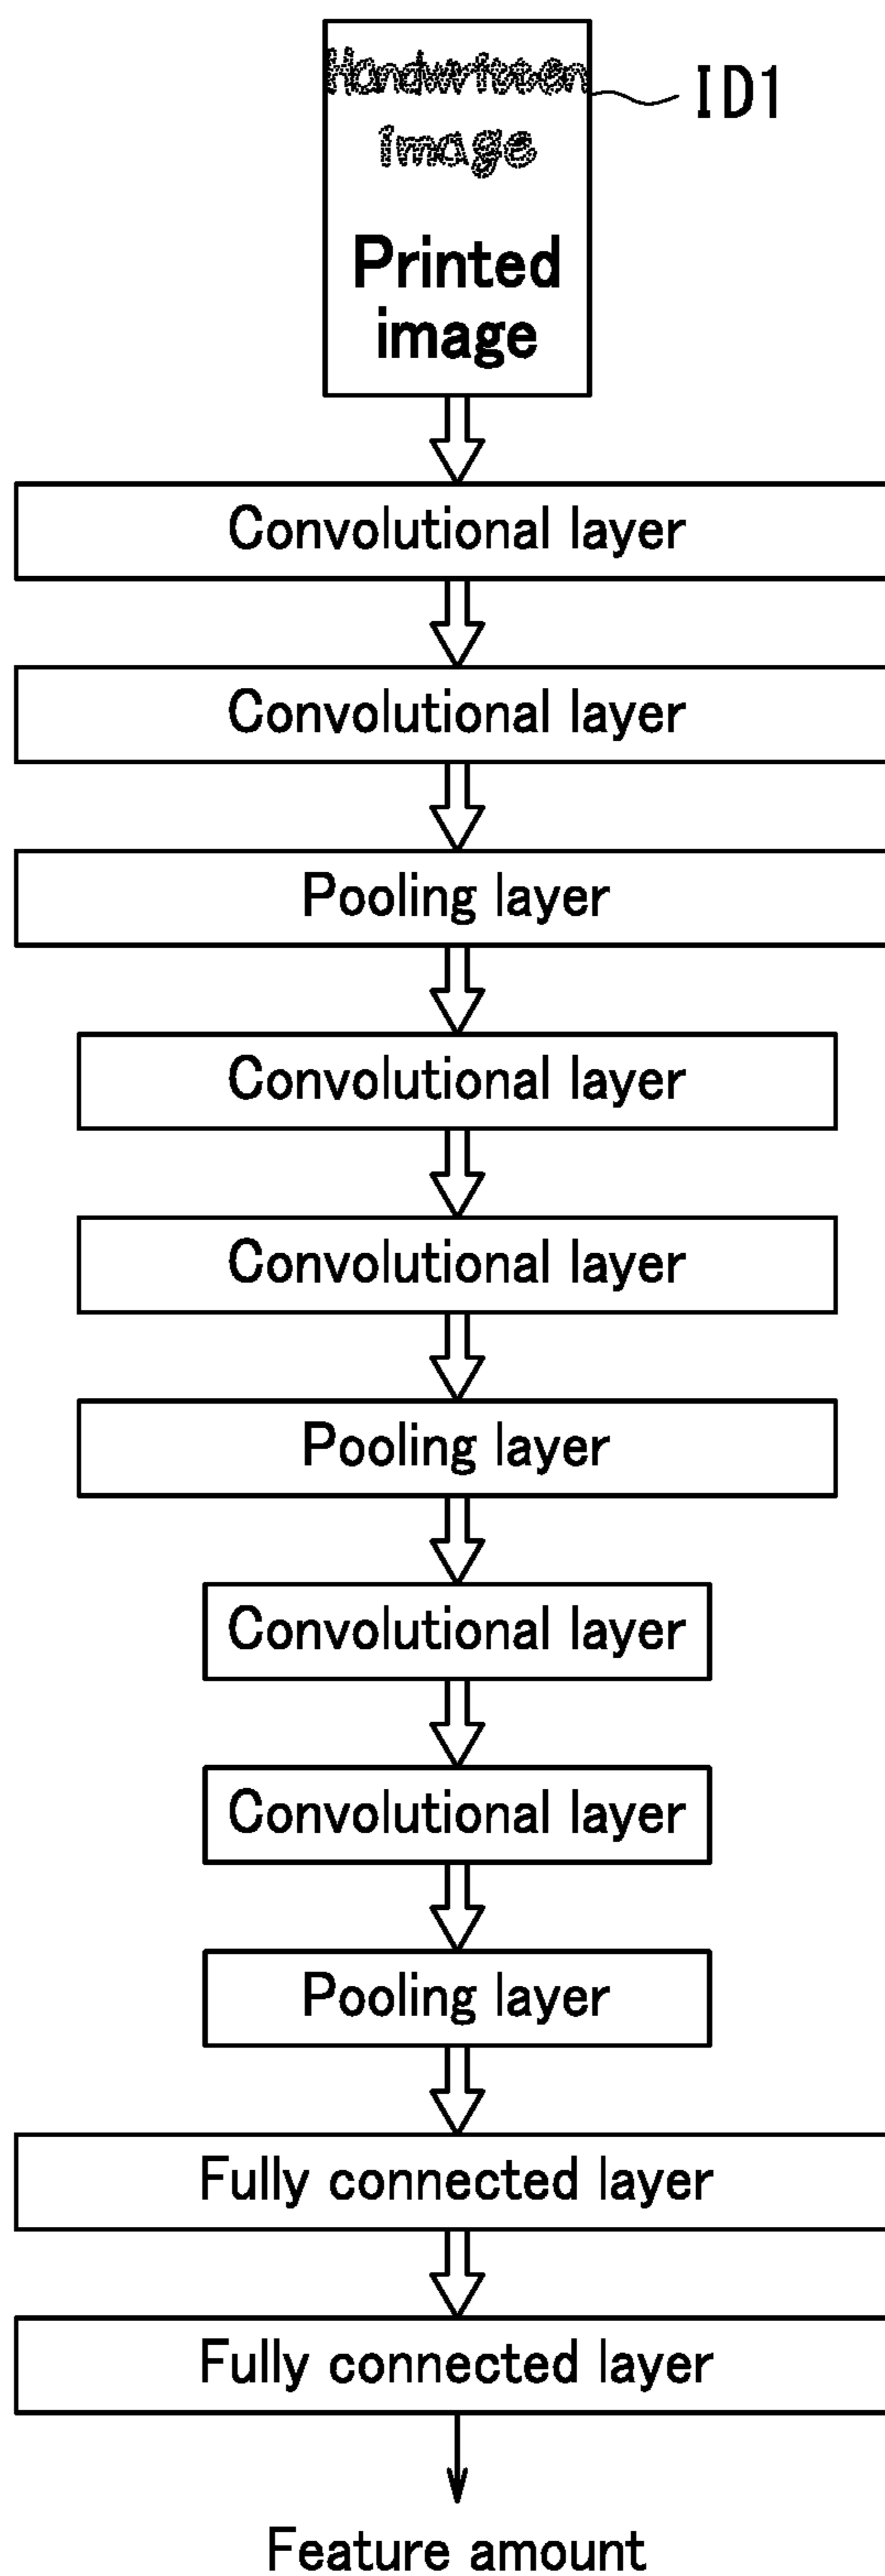 Handwritten
image
ID1
Printed
image
Convolutional layer
Convolutional layer
Pooling layer
Convolutional layer
Convolutional layer
Pooling layer
Convolutional layer
Convolutional layer
Pooling layer
Fully connected layer
Fully connected layer
Feature amount